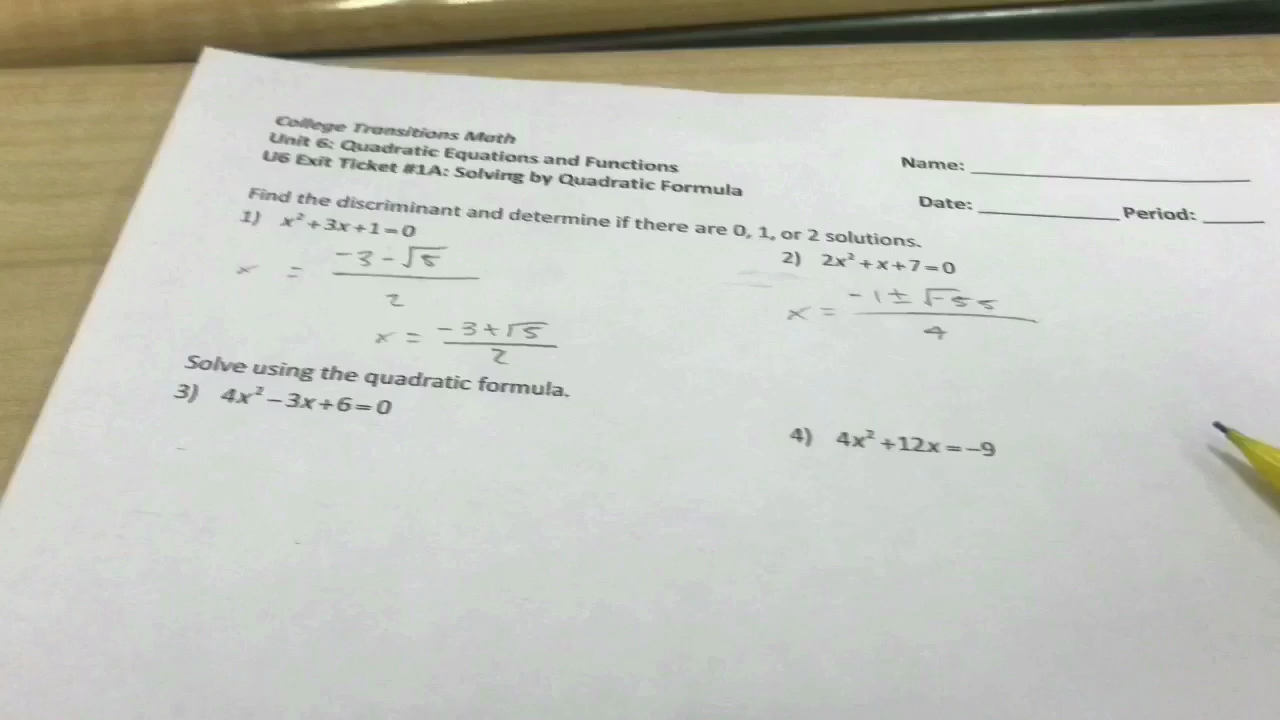 College Transitions Math
Unit 6: Quadratic Equations and Functions
U6 Exit Ticket #1A: Solving by Quadratic Formula
Name: ____________________
Date: __________ Period: _____
Find the discriminant and determine if there are 0, 1, or 2 solutions.
1) x² + 3x + 1 = 0
x = (-3 - √5) / 2
x = (-3 + √5) / 2
2) 2x² + x + 7 = 0
x = (-1 ± √-55) / 4
Solve using the quadratic formula.
3) 4x² − 3x + 6 = 0
4) 4x² + 12x = −9